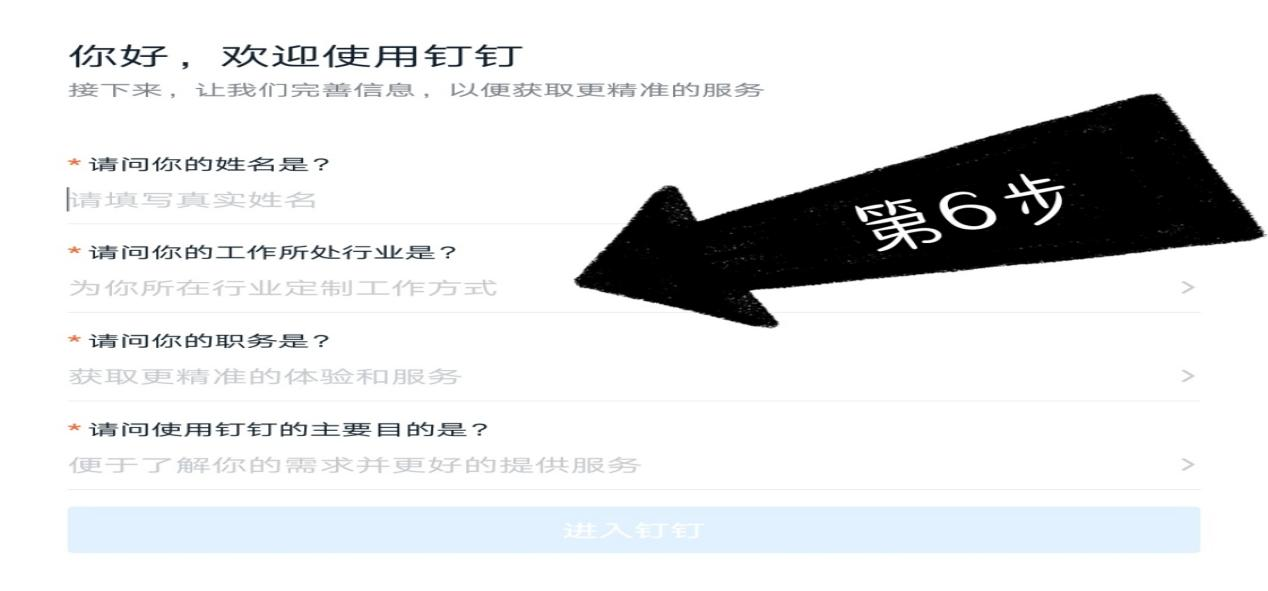 你好，欢迎使用钉钉
接下来，让我们完善信息，以便获取更精准的服务
* 请问你的姓名是？
请填写真实姓名
* 请问你的工作所处行业是？
为你所在行业定制工作方式
* 请问你的职务是？
获取更精准的体验和服务
* 请问使用钉钉的主要目的是？
便于了解你的需求并更好的提供服务
进入钉钉
第6步